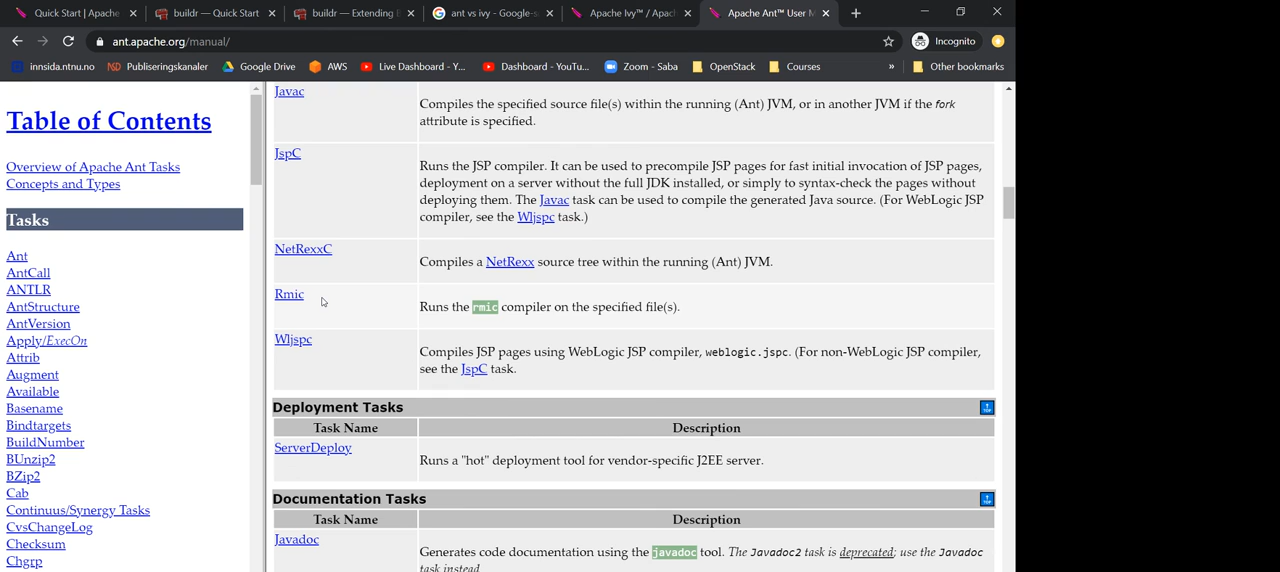 Quick Start | Apache
buildr — Quick Start
buildr — Extending B
ant vs ivy - Google-s
Apache Ivy™ / Apach
Apache Ant™ User M
ant.apache.org/manual/
Incognito
innsida.ntnu.no
Publiseringskanaler
Google Drive
AWS
Live Dashboard - Y...
Dashboard - YouTu...
Zoom - Saba
OpenStack
Courses
»
Other bookmarks
Table of Contents
Overview of Apache Ant Tasks
Concepts and Types
Tasks
Ant
AntCall
ANTLR
AntStructure
AntVersion
Apply/ExecOn
Attrib
Augment
Available
Basename
Bindtargets
BuildNumber
BUnzip2
BZip2
Cab
Continuus/Synergy Tasks
CvsChangeLog
Checksum
Chgrp
Javac
Compiles the specified source file(s) within the running (Ant) JVM, or in another JVM if the fork
attribute is specified.
JspC
Runs the JSP compiler. It can be used to precompile JSP pages for fast initial invocation of JSP pages,
deployment on a server without the full JDK installed, or simply to syntax-check the pages without
deploying them. The Javac task can be used to compile the generated Java source. (For WebLogic JSP
compiler, see the Wljspc task.)
NetRexxC
Compiles a NetRexx source tree within the running (Ant) JVM.
Rmic
Runs the rmic compiler on the specified file(s).
Wljspc
Compiles JSP pages using WebLogic JSP compiler, weblogic.jspc. (For non-WebLogic JSP compiler,
see the JspC task.
Deployment Tasks
TOP
Task Name
Description
ServerDeploy
Runs a "hot" deployment tool for vendor-specific J2EE server.
Documentation Tasks
TOP
Task Name
Description
Javadoc
Generates code documentation using the javadoc tool. The Javadoc2 task is deprecated; use the Javadoc
task instead.